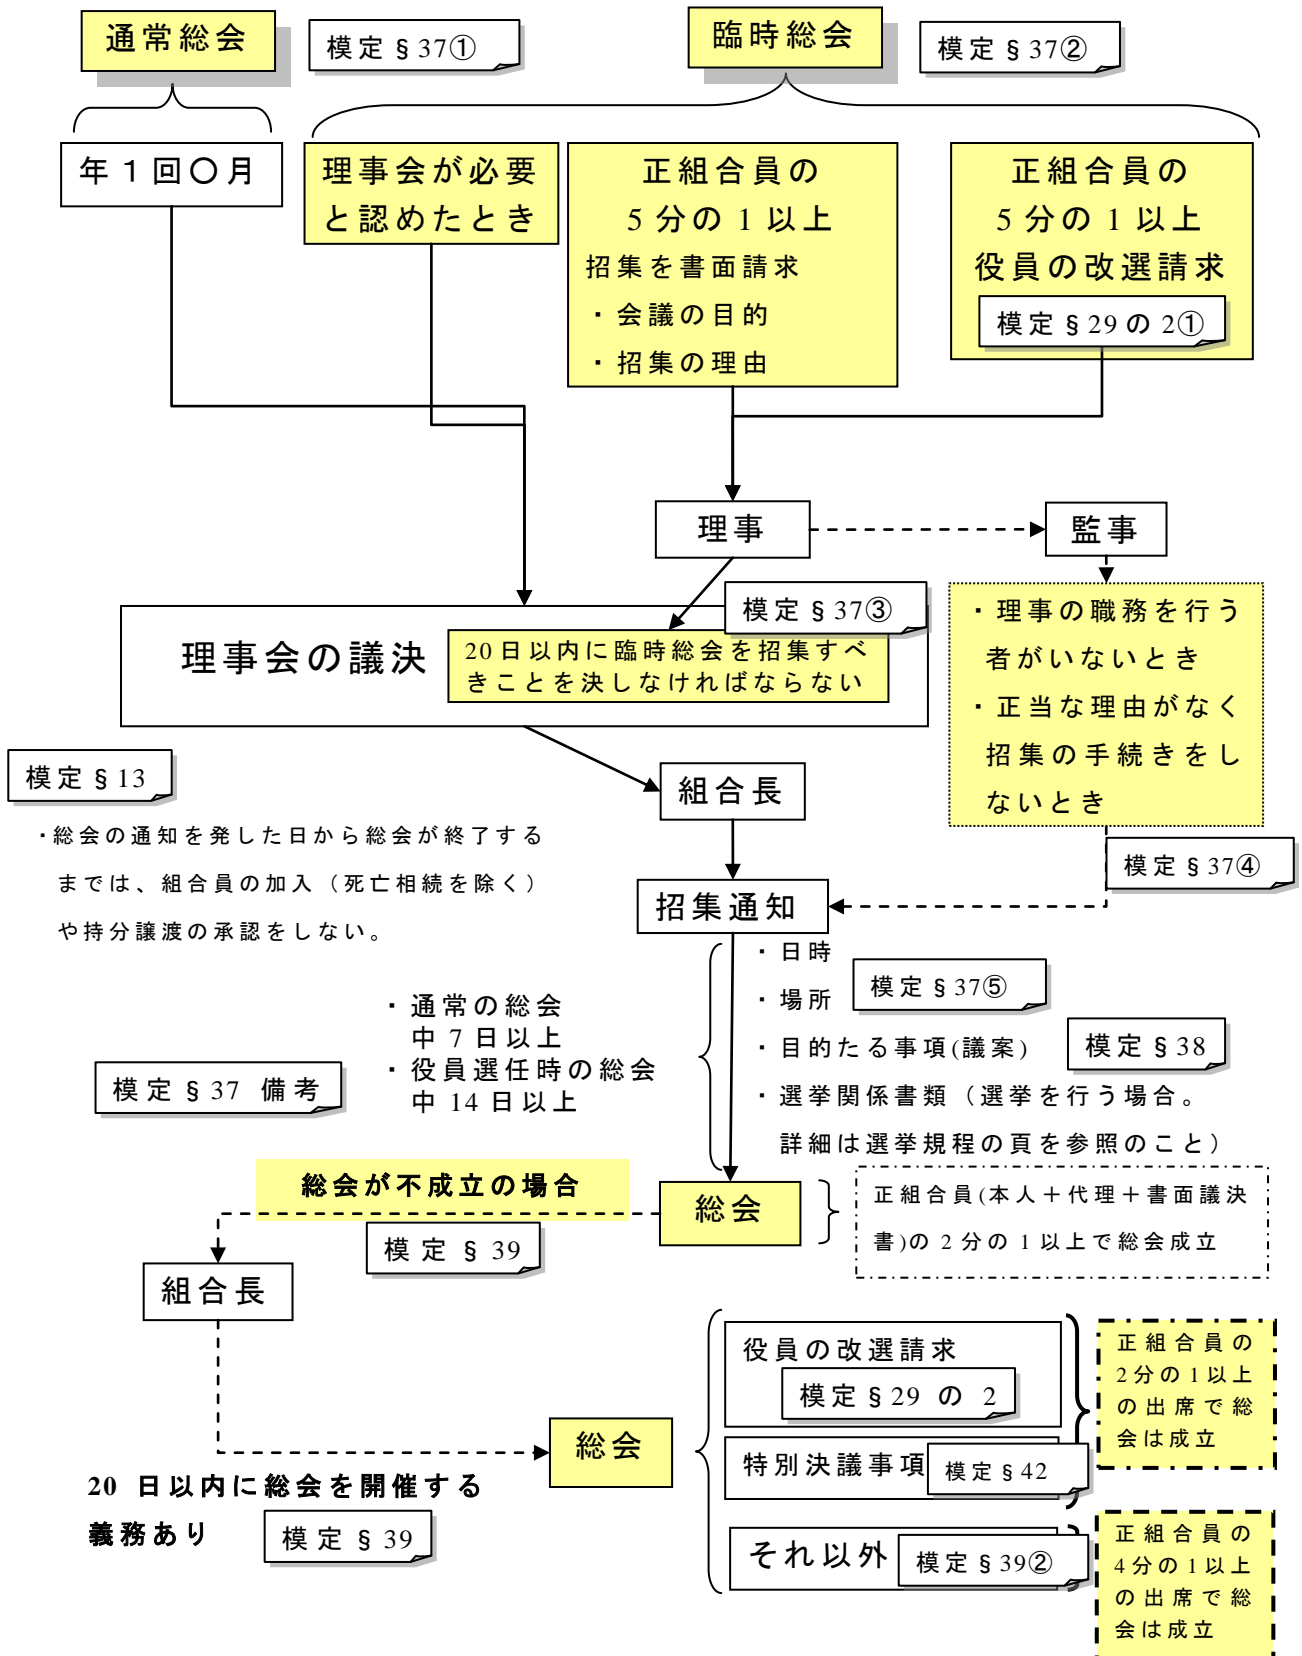 通常総会
模定§37①
臨時総会
模定§37②
年1回〇月
理事会が必要
と認めたとき
正組合員の
5分の1以上
招集を書面請求
・会議の目的
・招集の理由
正組合員の
5分の1以上
役員の改選請求
模定§29の2①
理事
監事
模定§37③
理事会の議決
20日以内に臨時総会を招集すべ
きことを決しなければならない
・理事の職務を行う
者がいないとき
・正当な理由がなく
招集の手続きをし
ないとき
模定§13
組合長
・総会の通知を発した日から総会が終了する
までは、組合員の加入（死亡相続を除く）
や持分譲渡の承認をしない。
模定§37④
招集通知
・日時
・場所
模定§37⑤
・目的たる事項(議案)
模定§38
・選挙関係書類（選挙を行う場合。
詳細は選挙規程の頁を参照のこと）
・通常の総会
中7日以上
・役員選任時の総会
中14日以上
模定§37 備考
総会が不成立の場合
総会
正組合員(本人＋代理＋書面議決
書)の2分の1以上で総会成立
模定 § 39
組合長
役員の改選請求
模定§29 の 2
正組合員の
2分の1以上
の出席で総
会は成立
総会
特別決議事項
模定§42
20 日以内に総会を開催する
義務あり
模定 § 39
それ以外
模定§39②
正組合員の
4分の1以上
の出席で総
会は成立